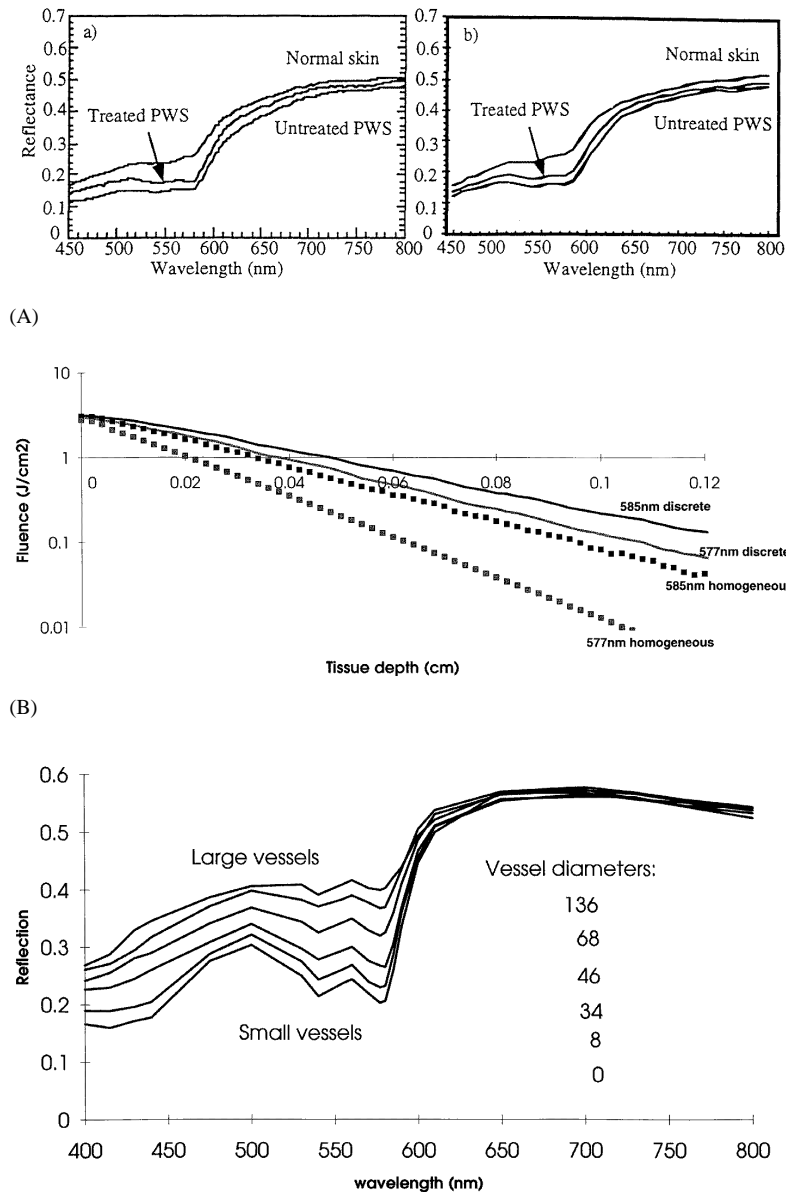 a)
0.7
0.6
0.5
0.4
0.3
0.2
0.1
0
Reflectance
Normal skin
Treated PWS
Untreated PWS
450 500 550 600 650 700 750 800
Wavelength (nm)
b)
0.7
0.6
0.5
0.4
0.3
0.2
0.1
0
Normal skin
Treated PWS
Untreated PWS
450 500 550 600 650 700 750 800
Wavelength (nm)
(A)
10
1
0.1
0.01
Fluence (J/cm2)
0 0.02 0.04 0.06 0.08 0.1 0.12
585nm discrete
577nm discrete
585nm homogeneou
577nm homogeneous
Tissue depth (cm)
(B)
0.6
0.5
0.4
0.3
0.2
0.1
0
Reflection
Large vessels
Small vessels
Vessel diameters:
136
68
46
34
8
0
400 450 500 550 600 650 700 750 800
wavelength (nm)